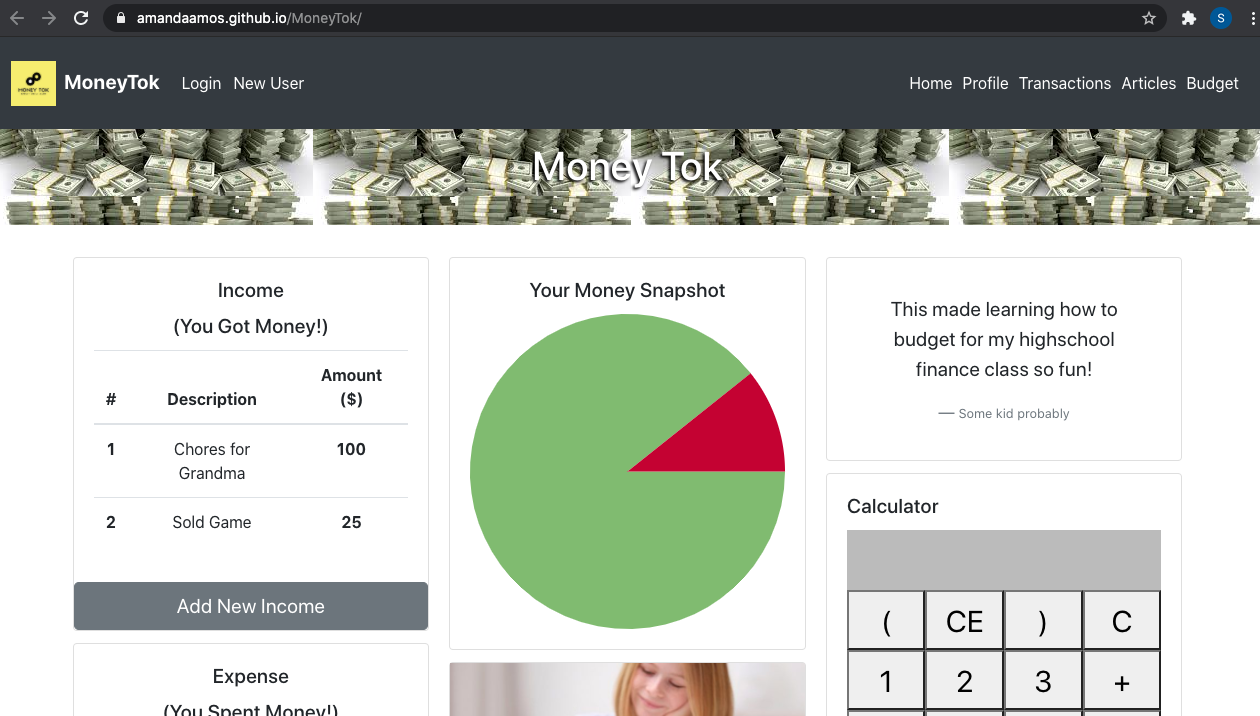 amandaamos.github.io/MoneyTok/
S
MONEY TOK
MoneyTok
Login
New User
Home
Profile
Transactions
Articles
Budget
Money Tok
Income
(You Got Money!)
# Description Amount
($)
1 Chores for 100
Grandma
2 Sold Game 25
Add New Income
Expense
(You Spent Money!)
Your Money Snapshot
This made learning how to
budget for my highschool
finance class so fun!
— Some kid probably
Calculator
( CE ) C
1 2 3 +